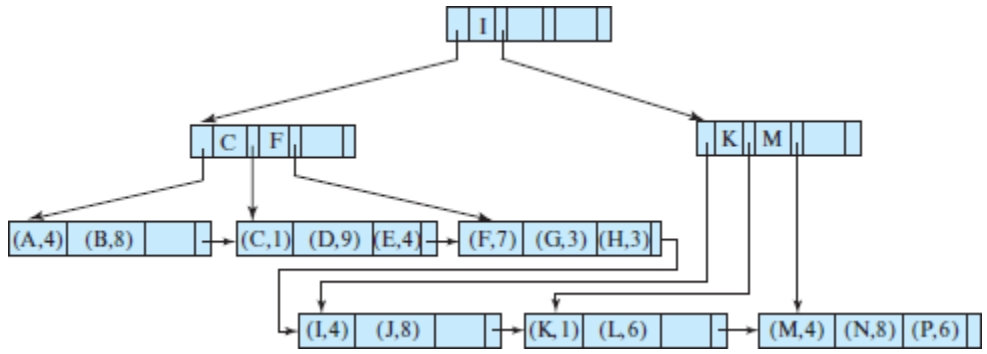 I
C F
K M
(A,4) (B,8) (C,1) (D,9) (E,4) (F,7) (G,3) (H,3)
(I,4) (J,8) (K,1) (L,6) (M,4) (N,8) (P,6)